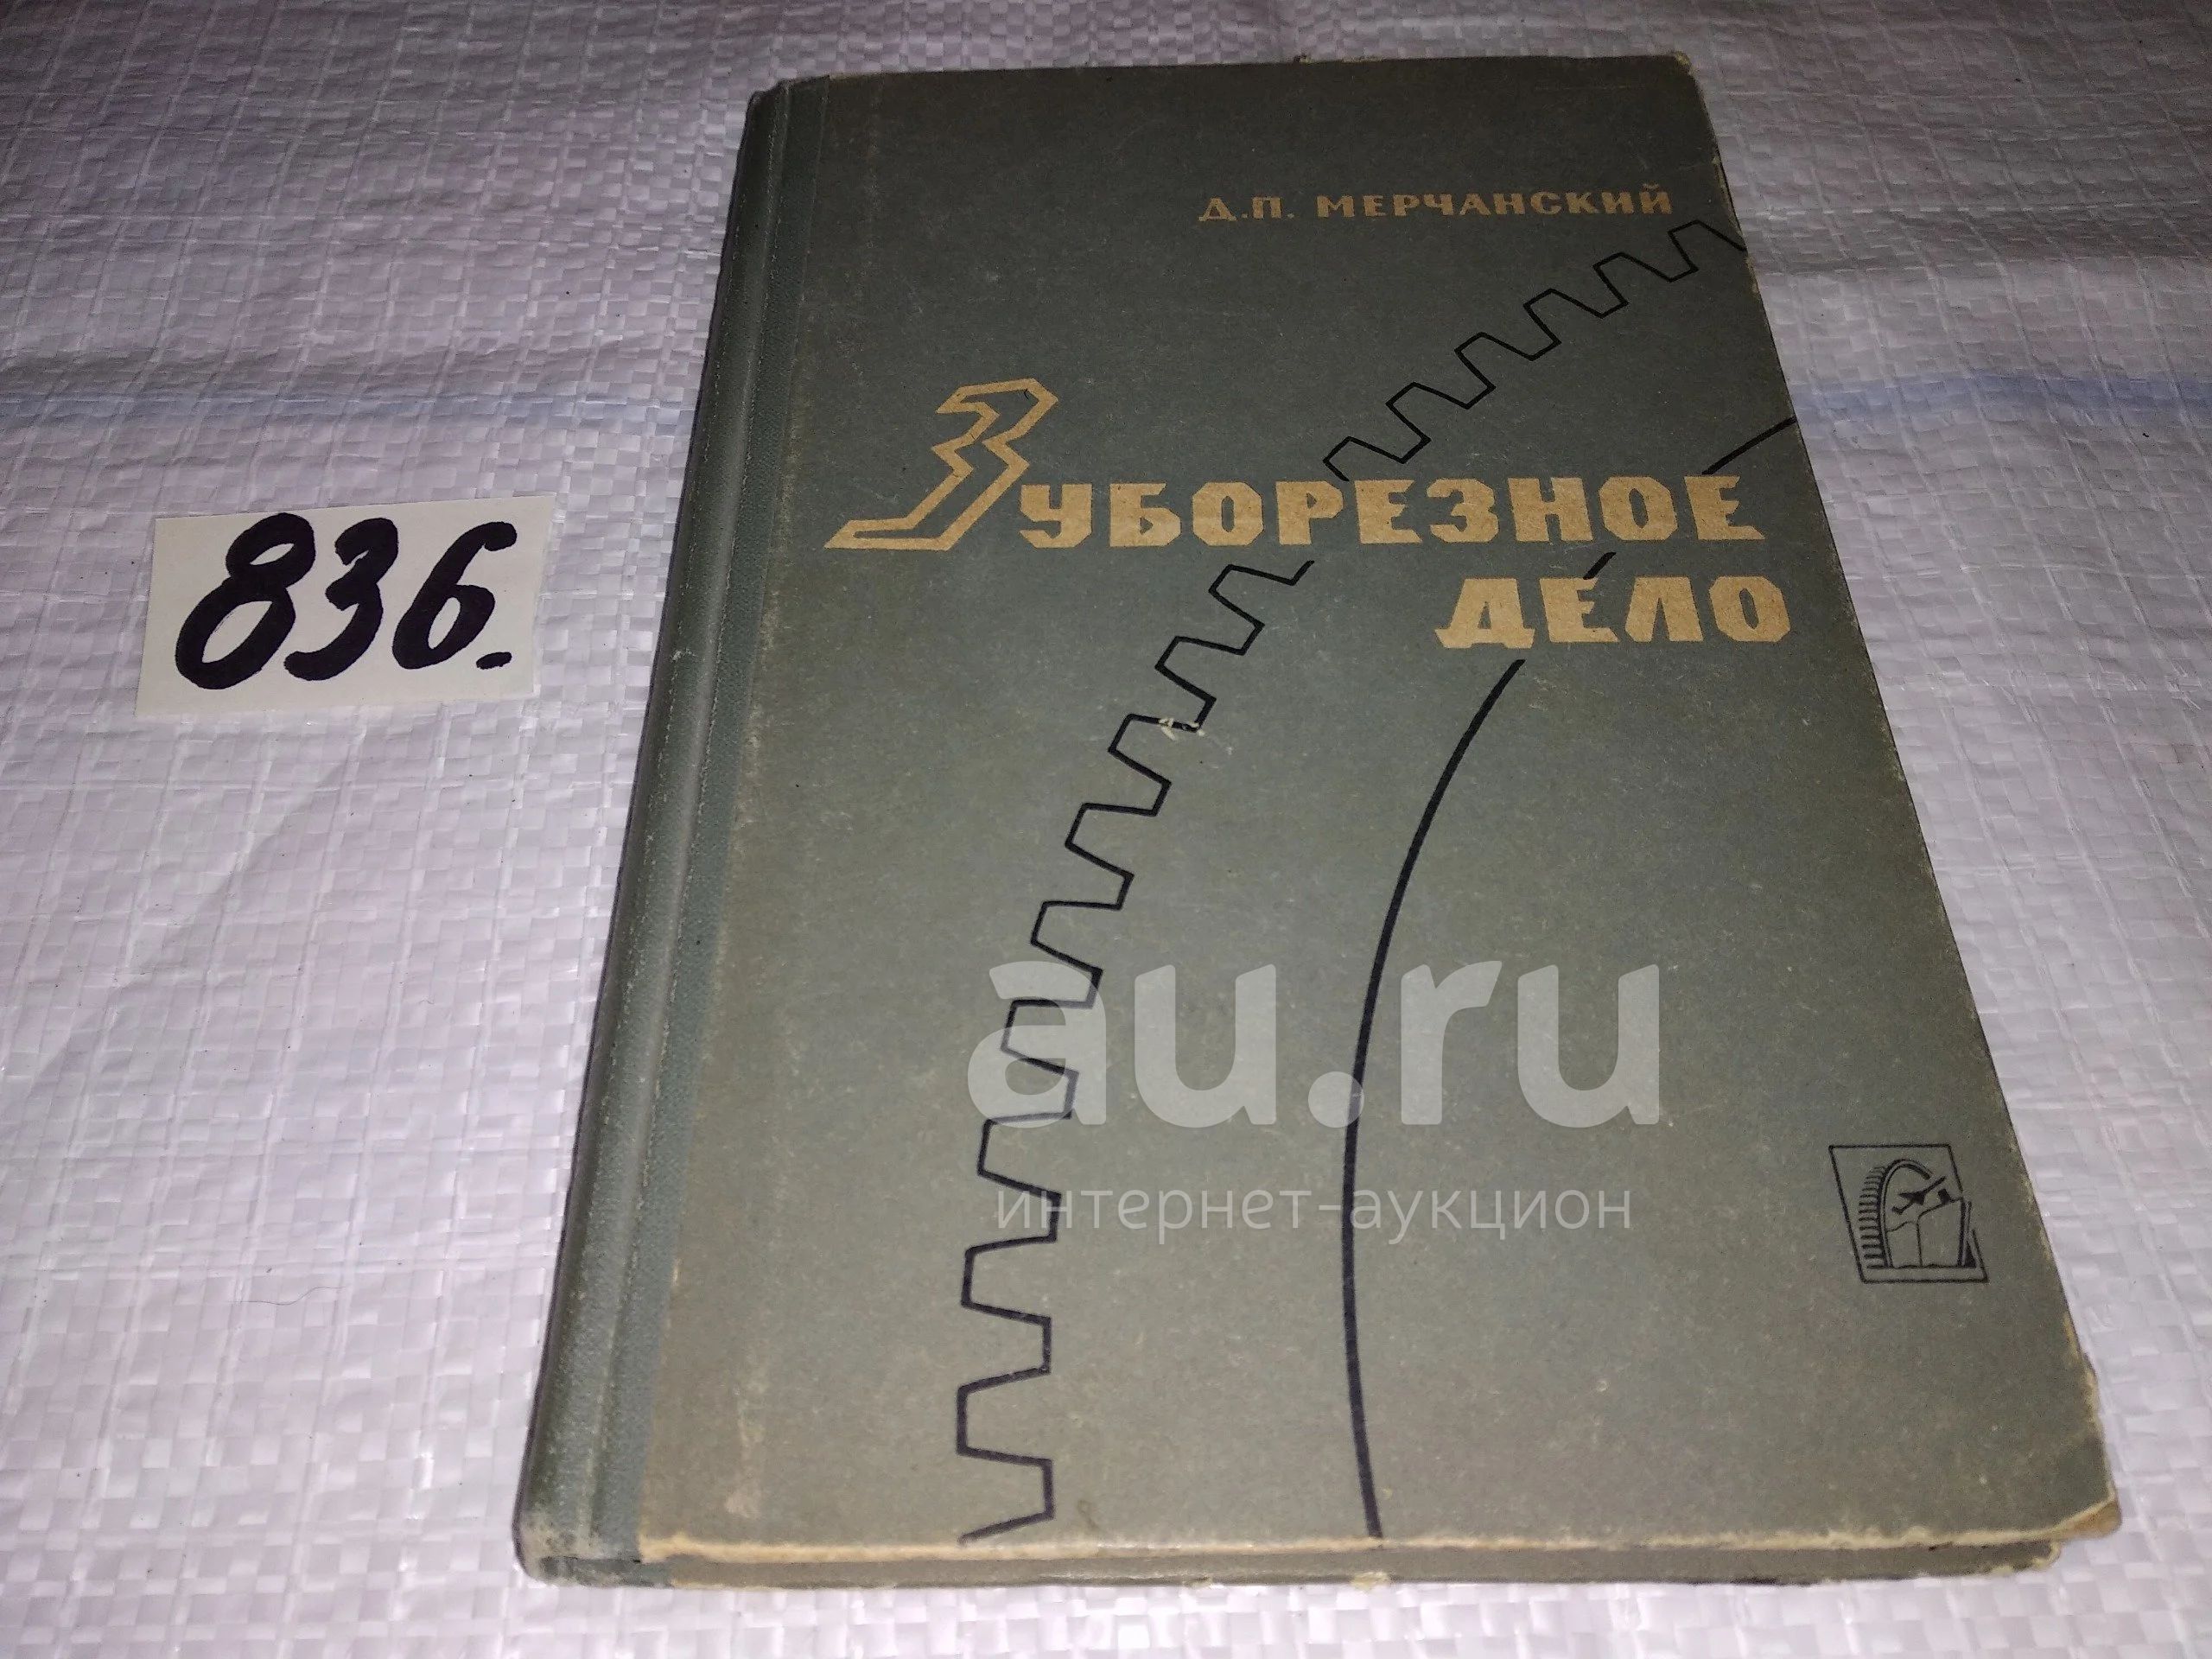 Д.П. МЕРЧАНСКИЙ
ЗУБОРЕЗНОЕ
ДЕЛО
836.
au.ru
интернет-аукцион